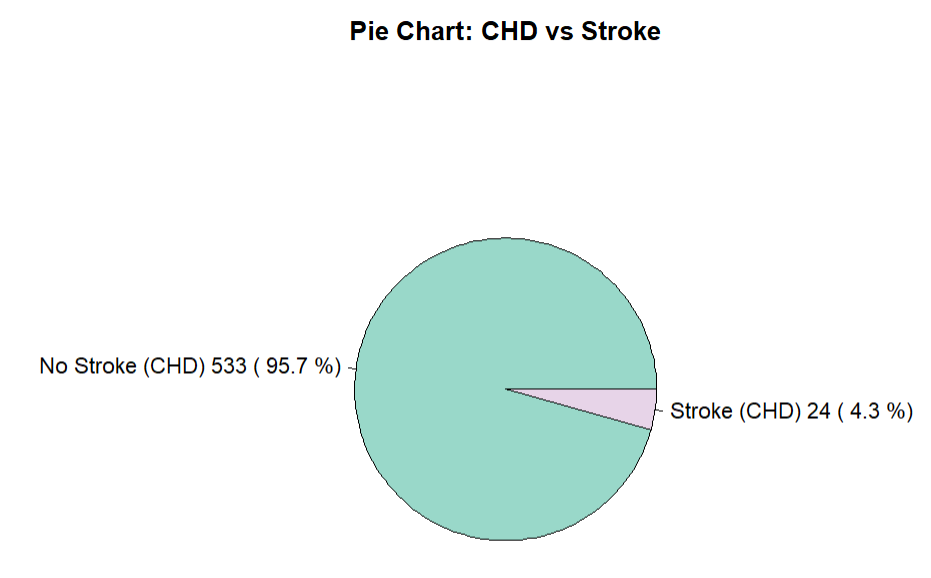 Pie Chart: CHD vs Stroke
No Stroke (CHD) 533 ( 95.7 %)
Stroke (CHD) 24 ( 4.3 %)